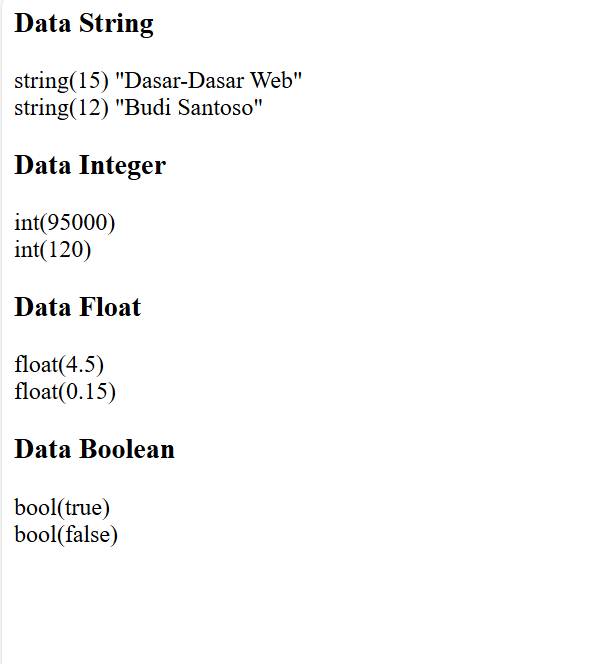 Data String
string(15) "Dasar-Dasar Web"
string(12) "Budi Santoso"
Data Integer
int(95000)
int(120)
Data Float
float(4.5)
float(0.15)
Data Boolean
bool(true)
bool(false)